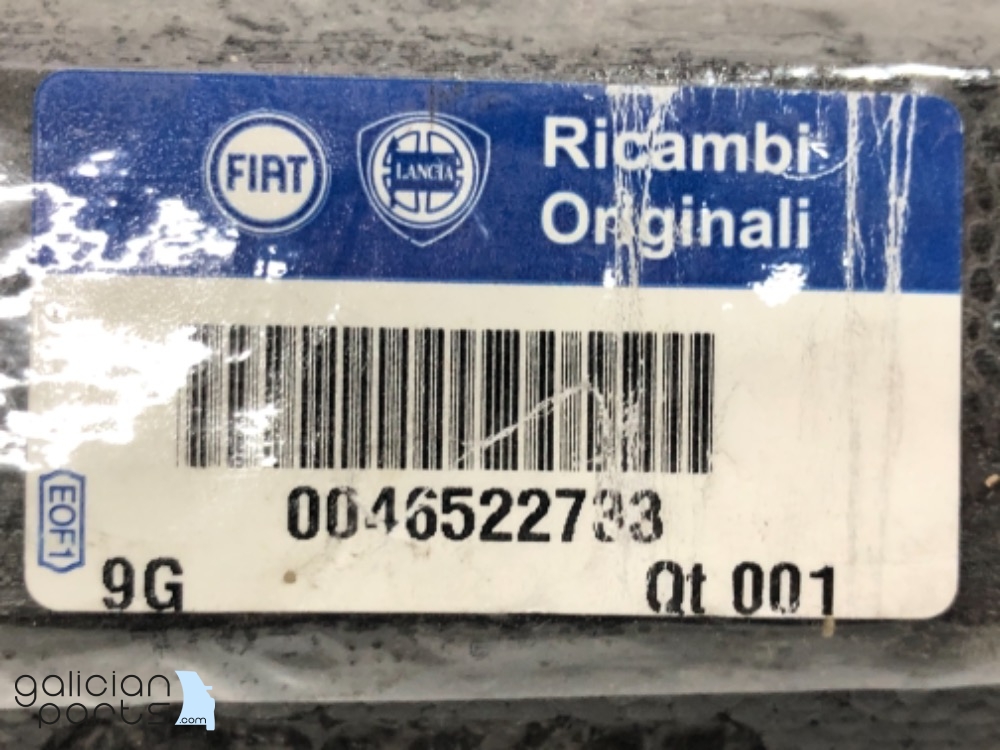 FIAT
LANCIA
Ricambi
Originali
0046522733
EOF1
9G
Qt 001
galician
parts.com